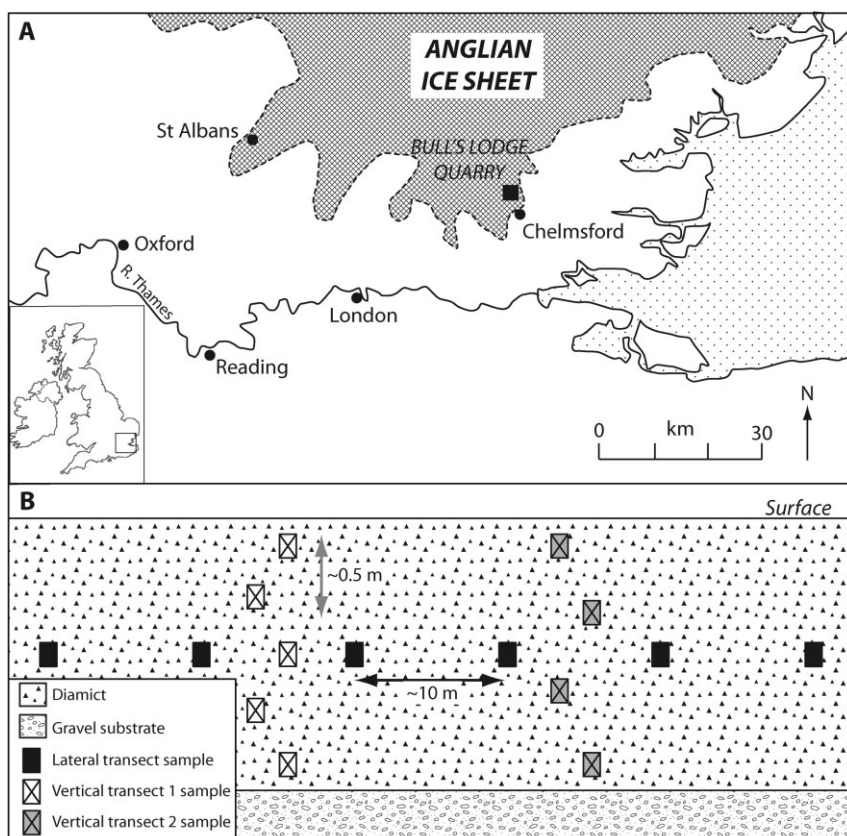 A
ANGLIAN
ICE SHEET
St Albans
BULL'S LODGE
QUARRY
Chelmsford
Oxford
R. Thames
London
Reading
N
km
0 30
B
Surface
~0.5 m
~10 m
Diamict
Gravel substrate
Lateral transect sample
Vertical transect 1 sample
Vertical transect 2 sample